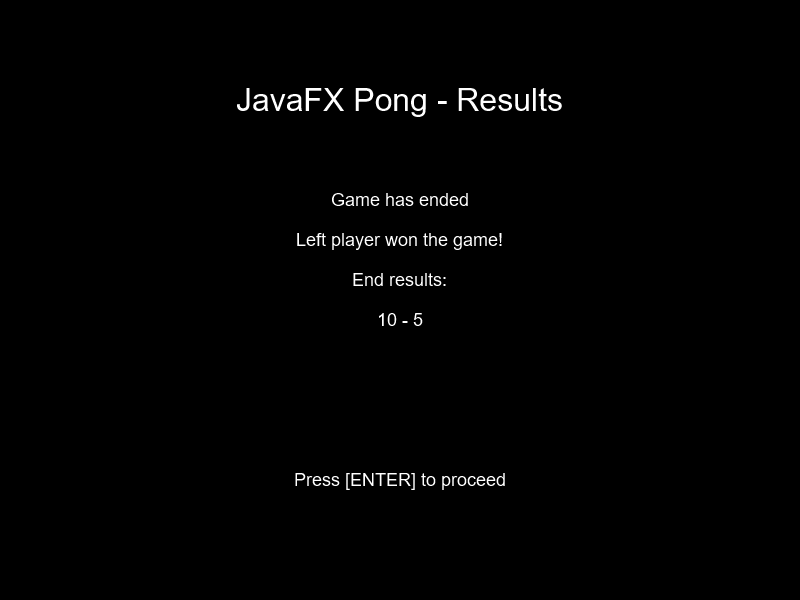 JavaFX Pong - Results
Game has ended
Left player won the game!
End results:
10 - 5
Press [ENTER] to proceed